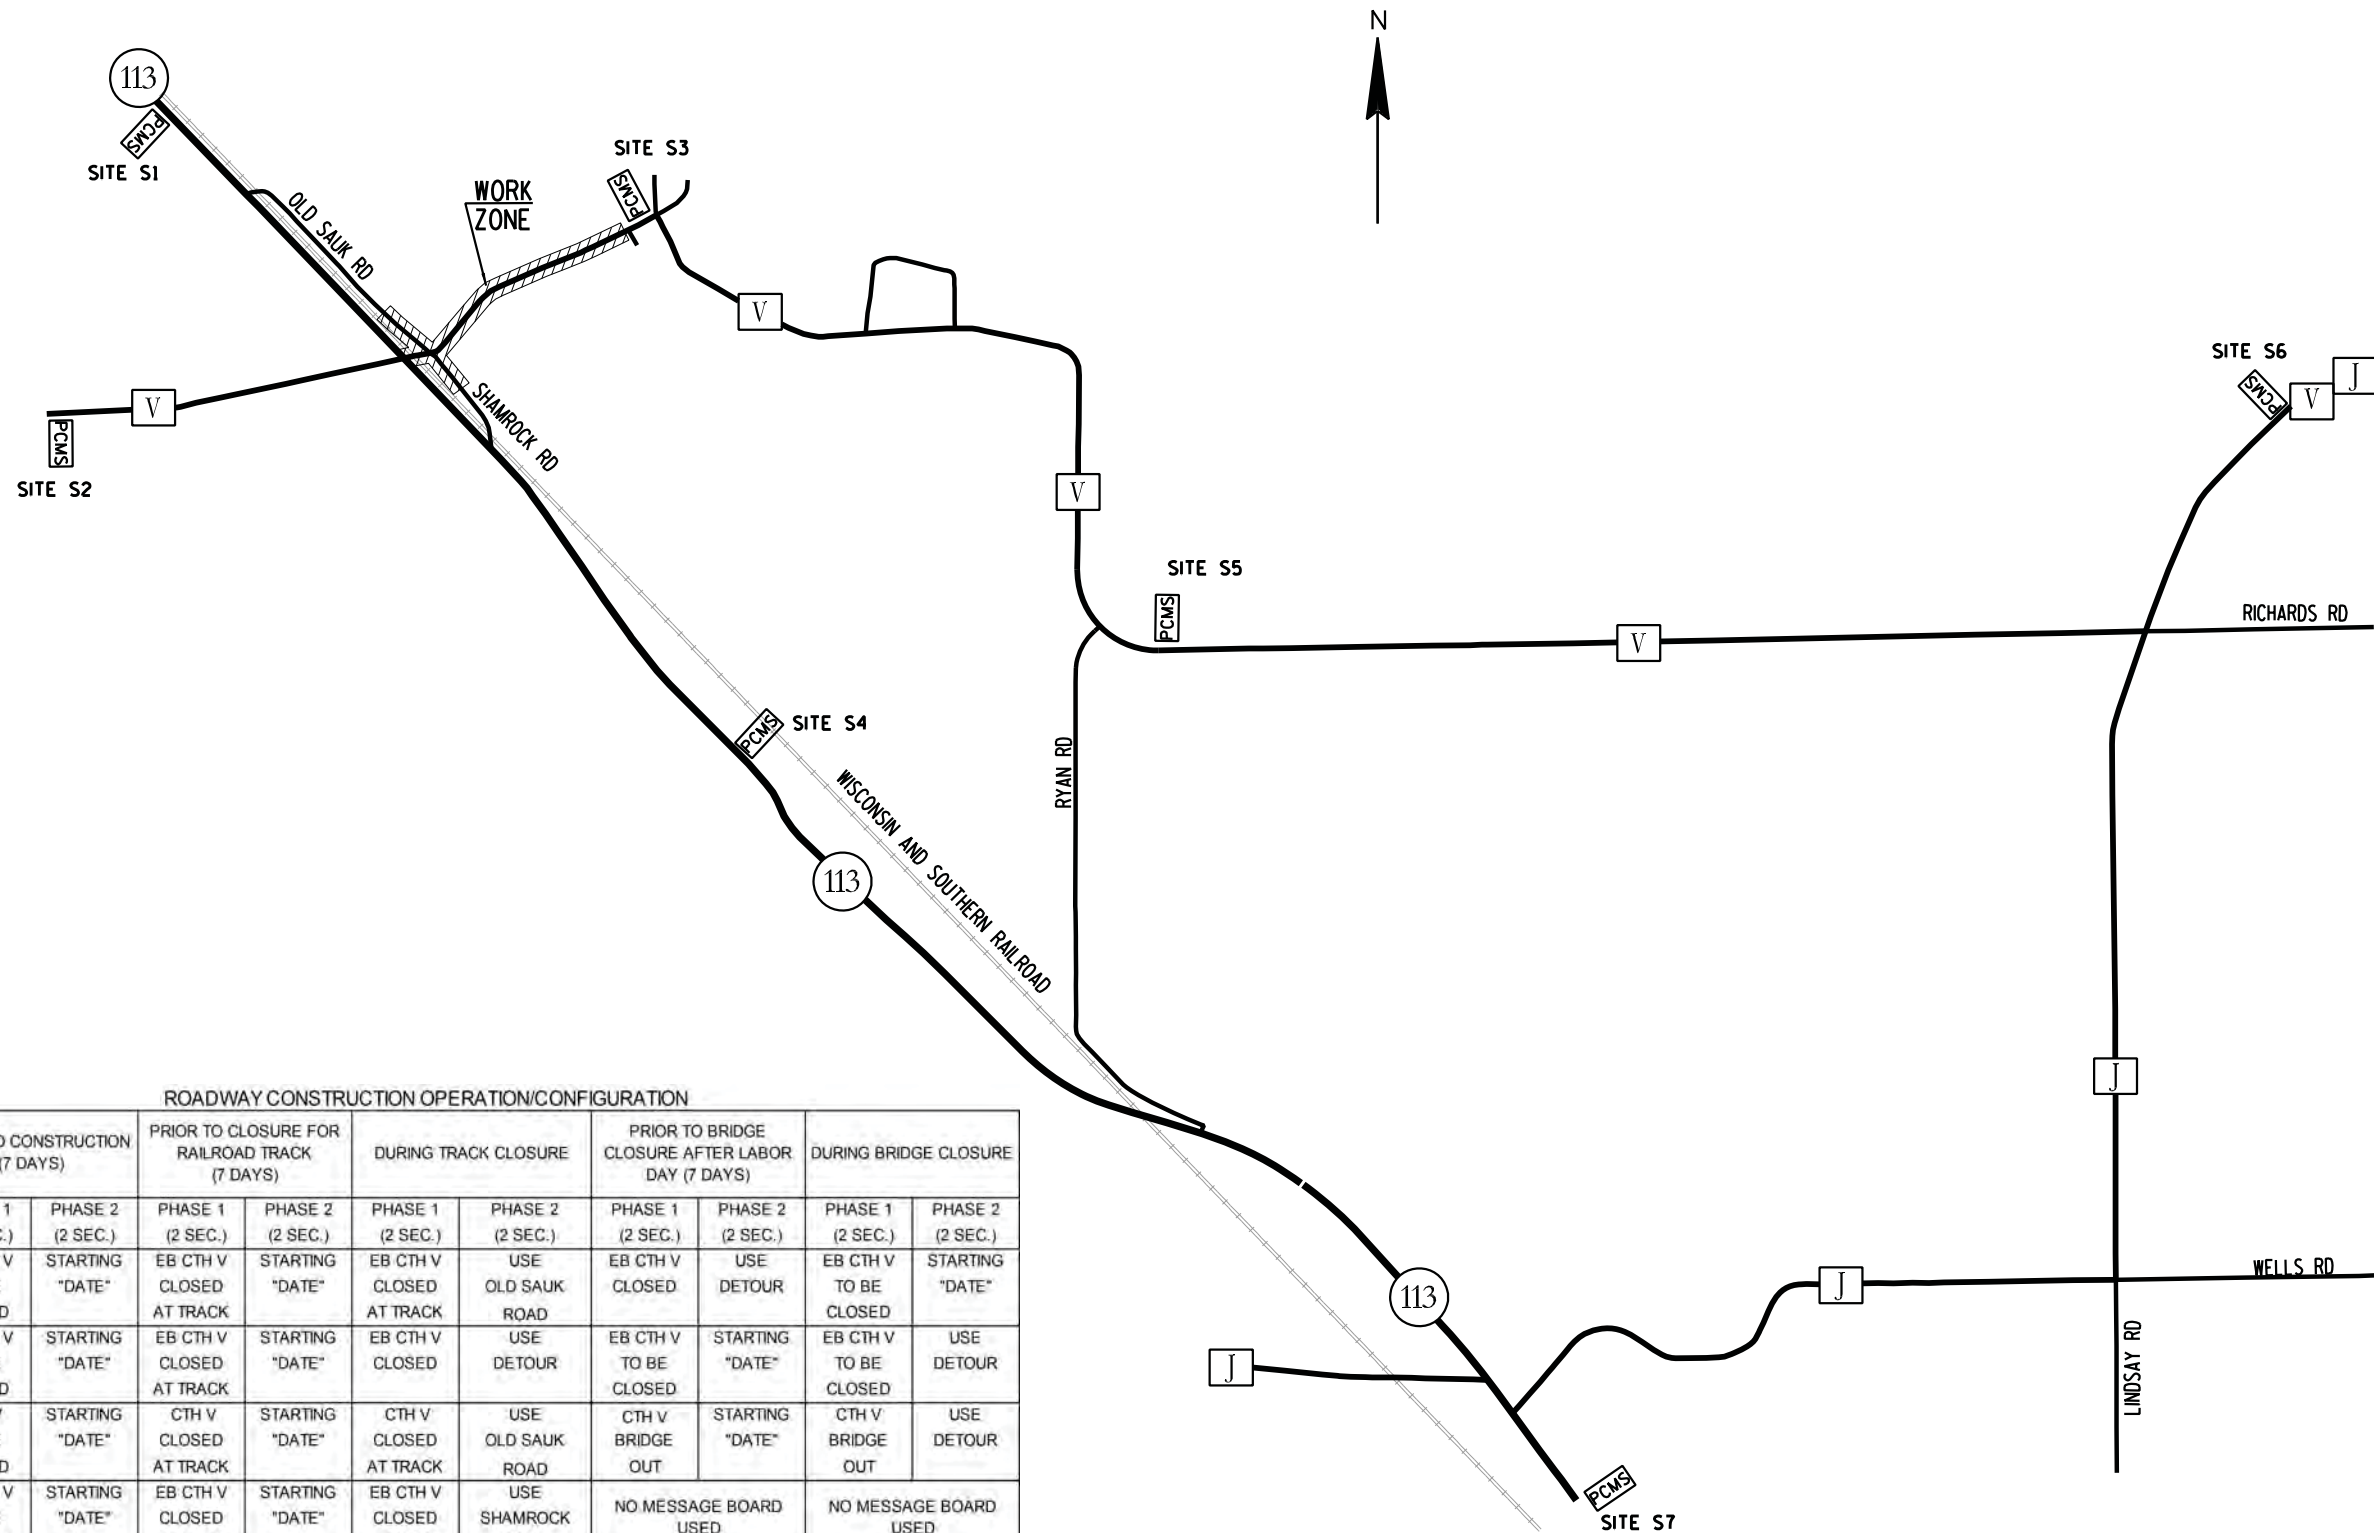 N
113
PCMS
SITE S1
OLD SAUK RD
WORK
ZONE
SITE S3
PCMS
V
V
PCMS
SITE S2
SHAMROCK RD
V
SITE S5
PCMS
SITE S6
PCMS
V
J
RICHARDS RD
V
PCMS
SITE S4
RYAN RD
WISCONSIN AND SOUTHERN RAILROAD
113
J
WELLS RD
J
113
J
LINDSAY RD
PCMS
SITE S7
ROADWAY CONSTRUCTION OPERATION/CONFIGURATION
CONSTRUCTION
(7 DAYS)
PRIOR TO CLOSURE FOR
RAILROAD TRACK
(7 DAYS)
DURING TRACK CLOSURE
PRIOR TO BRIDGE
CLOSURE AFTER LABOR
DAY (7 DAYS)
DURING BRIDGE CLOSURE
1 PHASE 2 PHASE 1 PHASE 2 PHASE 1 PHASE 2 PHASE 1 PHASE 2 PHASE 1 PHASE 2
(2 SEC.) (2 SEC.) (2 SEC.) (2 SEC.) (2 SEC.) (2 SEC.) (2 SEC.) (2 SEC.) (2 SEC.)
V STARTING EB CTH V STARTING EB CTH V USE EB CTH V USE EB CTH V STARTING
"DATE" CLOSED "DATE" CLOSED OLD SAUK CLOSED DETOUR TO BE "DATE"
AT TRACK AT TRACK ROAD CLOSED
V STARTING EB CTH V STARTING EB CTH V USE EB CTH V STARTING EB CTH V USE
"DATE" CLOSED "DATE" CLOSED DETOUR TO BE "DATE" TO BE DETOUR
AT TRACK CLOSED CLOSED
STARTING CTH V STARTING CTH V USE CTH V STARTING CTH V USE
"DATE" CLOSED "DATE" CLOSED OLD SAUK BRIDGE "DATE" BRIDGE DETOUR
AT TRACK AT TRACK ROAD OUT OUT
V STARTING EB CTH V STARTING EB CTH V USE NO MESSAGE BOARD NO MESSAGE BOARD
"DATE" CLOSED "DATE" CLOSED SHAMROCK USED USED